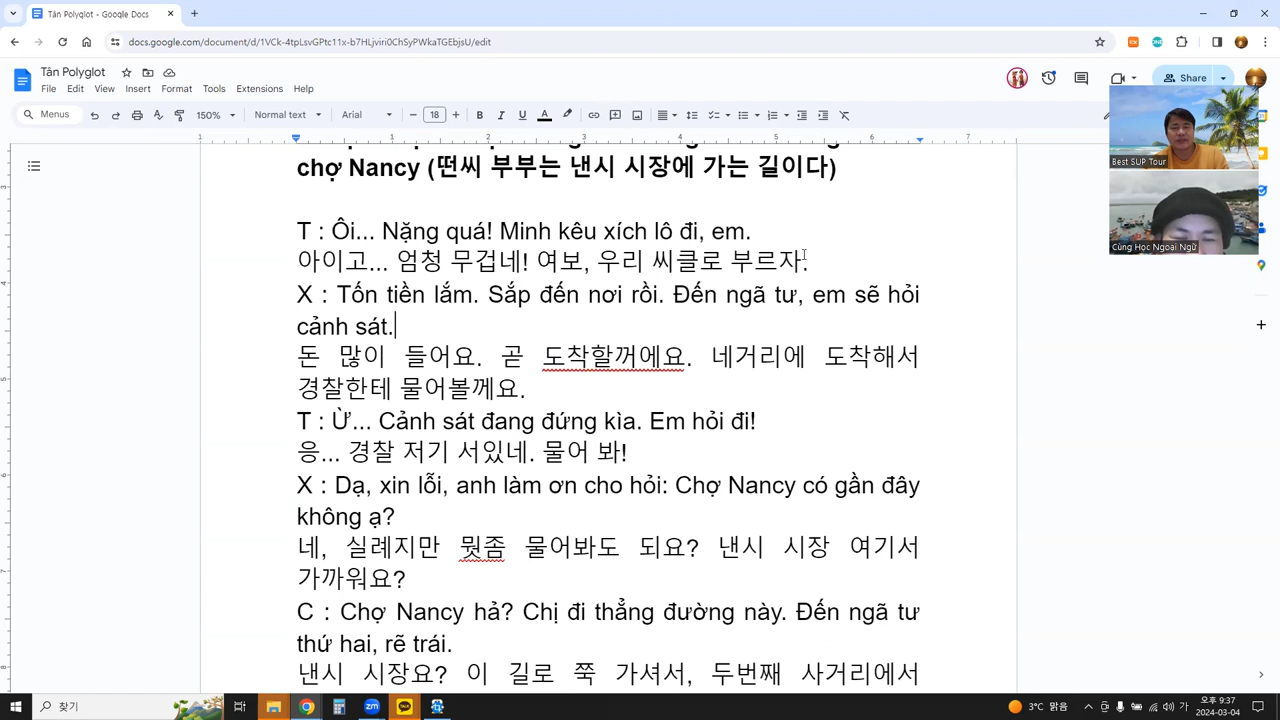 Tân Polyglot - Google Docs
docs.google.com/document/d/1VCk-4tpLsvGPtc11x-b7HLjviri0ChSyPWkaTGEbjsU/edit
Tân Polyglot
File Edit View Insert Format Tools Extensions Help
Share
Menus 150% Normal text Arial 18 B I U A
1 1 2 3 4 5 6 7
chợ Nancy (떤씨 부부는 낸시 시장에 가는 길이다)
T : Ôi... Nặng quá! Minh kêu xích lô đi, em.
아이고... 엄청 무겁네! 여보, 우리 씨클로 부르자.
X : Tốn tiền lắm. Sắp đến nơi rồi. Đến ngã tư, em sẽ hỏi
cảnh sát.
돈 많이 들어요. 곧 도착할꺼에요. 네거리에 도착해서
경찰한테 물어볼께요.
T : Ừ... Cảnh sát đang đứng kìa. Em hỏi đi!
응... 경찰 저기 서있네. 물어 봐!
X : Dạ, xin lỗi, anh làm ơn cho hỏi: Chợ Nancy có gần đây
không ạ?
네, 실례지만 뭣좀 물어봐도 되요? 낸시 시장 여기서
가까워요?
C : Chợ Nancy hả? Chị đi thẳng đường này. Đến ngã tư
thứ hai, rẽ trái.
낸시 시장요? 이 길로 쭉 가셔서, 두번째 사거리에서
Best SUP Tour
Cùng Học Ngoại Ngữ
찾기
3°C 맑음
가
오후 9:37
2024-03-04